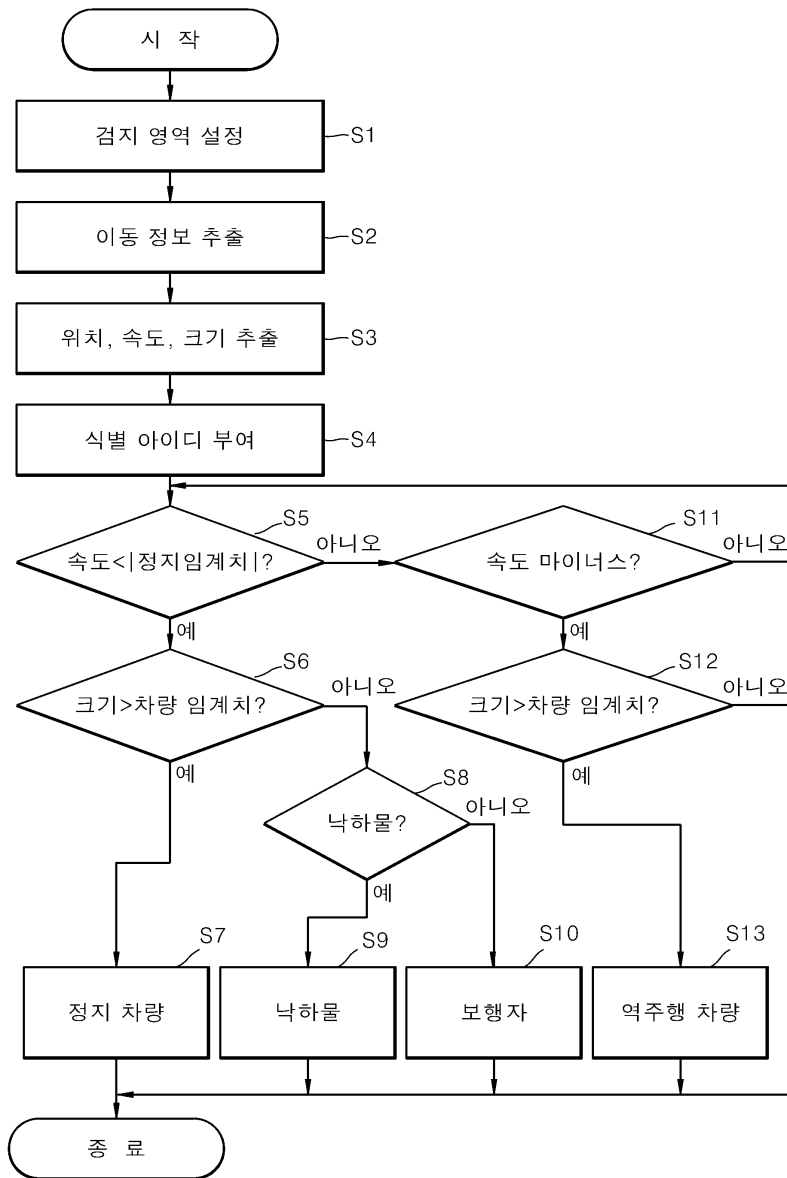 시 작
검지 영역 설정
S1
이동 정보 추출
S2
위치, 속도, 크기 추출
S3
식별 아이디 부여
S4
속도<|정지임계치|?
S5
아니오
예
속도 마이너스?
S11
아니오
예
크기>차량 임계치?
S6
아니오
예
크기>차량 임계치?
S12
아니오
예
낙하물?
S8
아니오
예
S7
정지 차량
S9
낙하물
S10
보행자
S13
역주행 차량
종 료